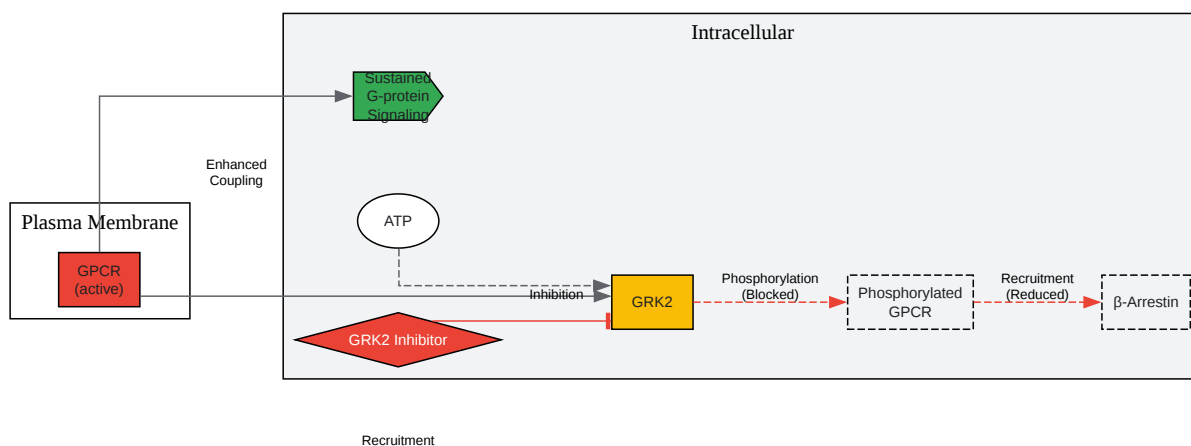 Intracellular
Sustained
G-protein
Signaling
Enhanced
Coupling
Plasma Membrane
GPCR
(active)
ATP
Inhibition
GRK2
Phosphorylation
(Blocked)
Phosphorylated
GPCR
Recruitment
(Reduced)
β-Arrestin
GRK2 Inhibitor
Recruitment